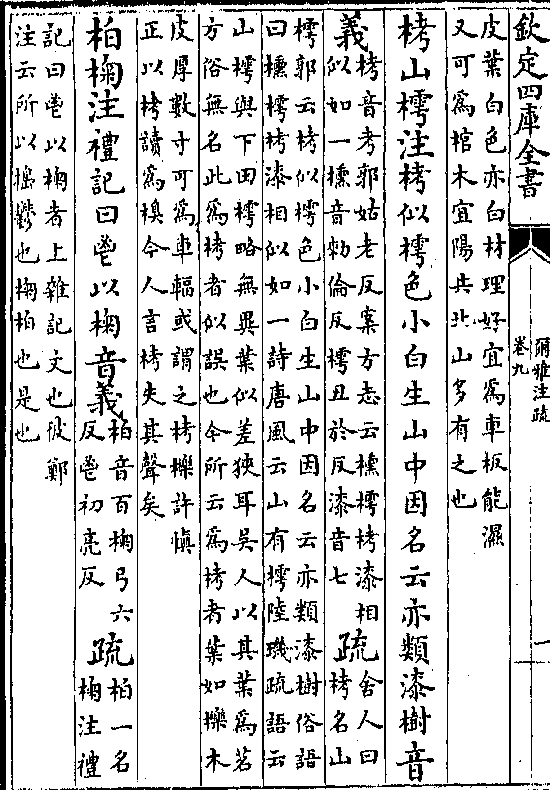 欽定四庫全書
爾雅注疏
卷九
一
皮葉白色亦白材理好宜爲車板能濕
又可爲棺木宜陽共北山多有之也
栲山樗注栲似樗色小白生山中因名云亦類漆樹音
義栲音考郭姑老反案方志云櫄樗栲漆相
似如一櫄音勑倫反樗丑於反漆音七疏栲名山
樗郭云栲似樗色小白生山中因名云亦類漆樹俗語
曰櫄樗栲漆相似如一詩唐風云山有樗陸璣疏語云
山樗與下田樗略無異葉似差狹耳吳人以其葉爲茗
方俗無名此爲栲者似誤也今所云爲栲者葉如櫟木
皮厚數寸可爲車輻或謂之栲櫟許慎
正以栲讀爲糗今人言栲失其聲矣
柏椈注禮記曰鬯以椈音義柏音百椈弓六
反鬯初亮反疏柏一名
椈注禮
記曰鬯以椈者上雜記文也彼鄭
注云所以擣鬱也椈柏也是也